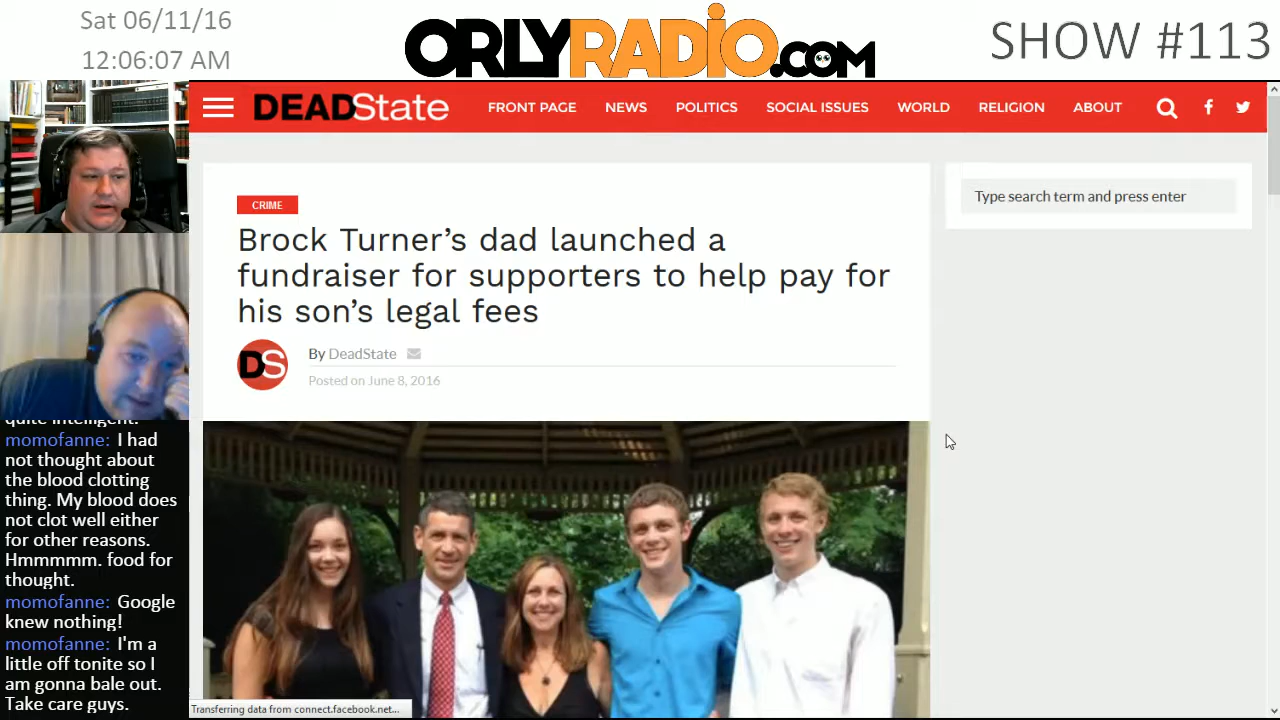 Sat 06/11/16
12:06:07 AM
ORLYRADiO.COM
SHOW #113
DEADState
FRONT PAGE NEWS POLITICS SOCIAL ISSUES WORLD RELIGION ABOUT
Type search term and press enter
CRIME
Brock Turner’s dad launched a
fundraiser for supporters to help pay for
his son’s legal fees
DS
By DeadState
Posted on June 8, 2016
quite intelligent.
momofanne: I had
not thought about
the blood clotting
thing. My blood does
not clot well either
for other reasons.
Hmmmmm. food for
thought.
momofanne: Google
knew nothing!
momofanne: I'm a
little off tonite so I
am gonna bale out.
Take care guys.
Transferring data from connect.facebook.net...